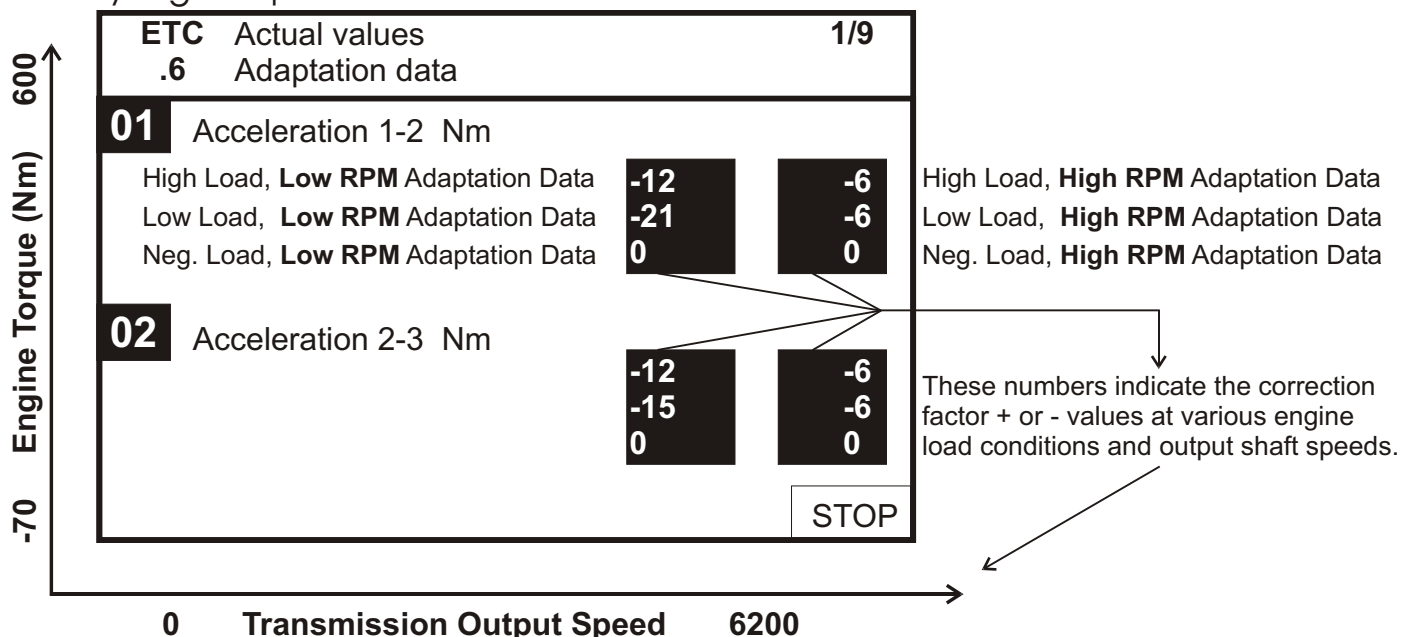 ETC Actual values 1/9
.6 Adaptation data
01 Acceleration 1-2 Nm
High Load, Low RPM Adaptation Data -12 -6 High Load, High RPM Adaptation Data
Low Load, Low RPM Adaptation Data -21 -6 Low Load, High RPM Adaptation Data
Neg. Load, Low RPM Adaptation Data 0 0 Neg. Load, High RPM Adaptation Data
02 Acceleration 2-3 Nm
-12 -6
-15 -6
0 0
These numbers indicate the correction
factor + or - values at various engine
load conditions and output shaft speeds.
STOP
-70 Engine Torque (Nm) 600
0 Transmission Output Speed 6200